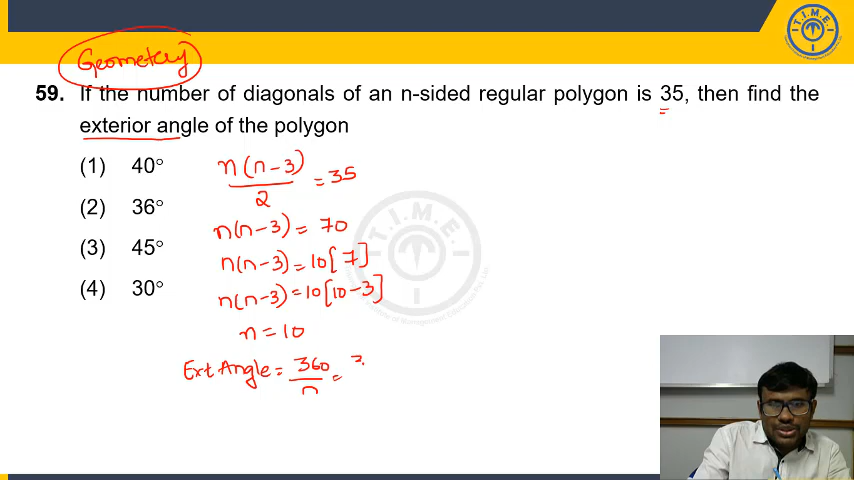 T.I.M.E.
Geometry
59. If the number of diagonals of an n-sided regular polygon is 35, then find the
exterior angle of the polygon
(1) 40°
(2) 36°
(3) 45°
(4) 30°
n(n-3)/2 = 35
n(n-3) = 70
n(n-3) = 10[7]
n(n-3) = 10[10-3]
n = 10
Ext Angle = 360/n =
T.I.M.E.